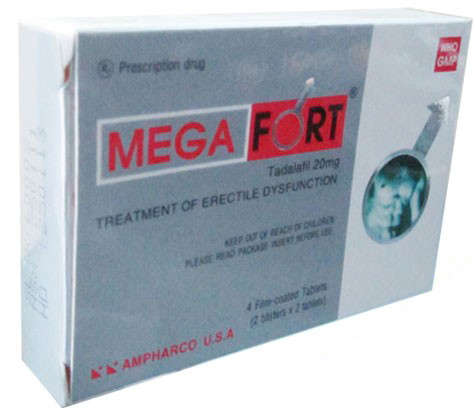 Rx Prescription drug
WHO
GMP
MEGA FORT®
Tadalafil 20mg
TREATMENT OF ERECTILE DYSFUNCTION
KEEP OUT OF REACH OF CHILDREN
PLEASE READ PACKAGE INSERT BEFORE USE
4 Film-coated Tablets
(2 blisters x 2 tablets)
AMPHARCO U.S.A